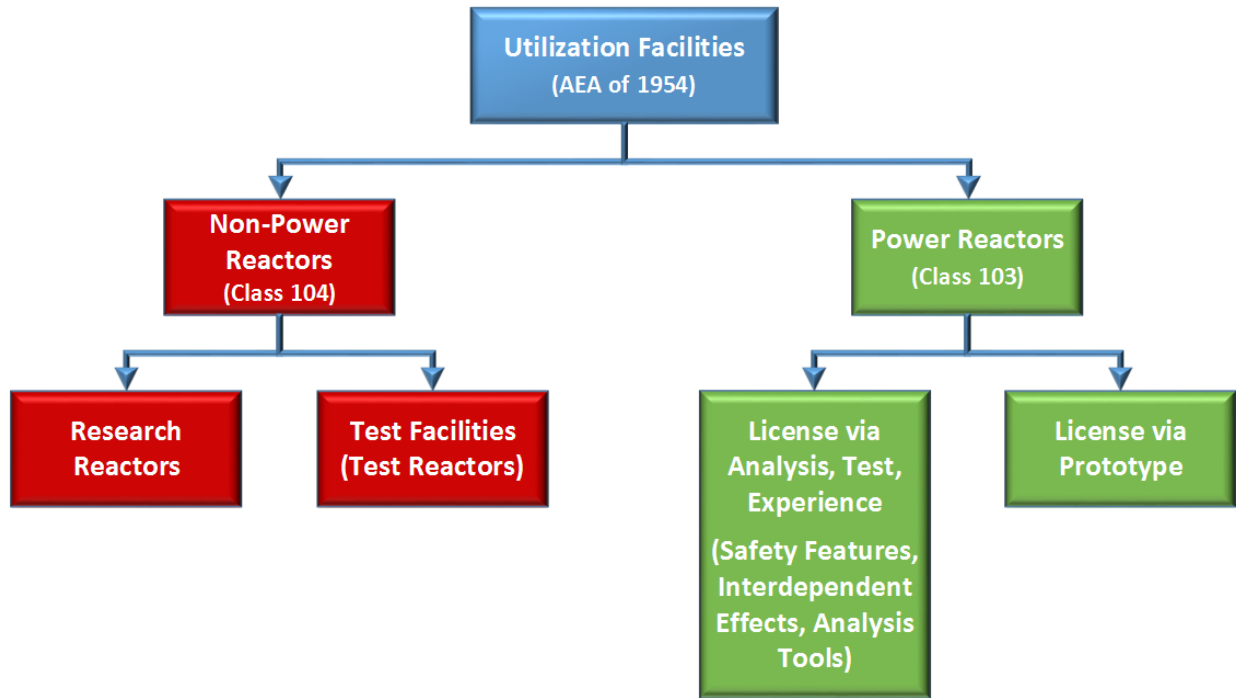 Utilization Facilities
(AEA of 1954)
Non-Power
Reactors
(Class 104)
Power Reactors
(Class 103)
Research
Reactors
Test Facilities
(Test Reactors)
License via
Analysis, Test,
Experience
(Safety Features,
Interdependent
Effects, Analysis
Tools)
License via
Prototype